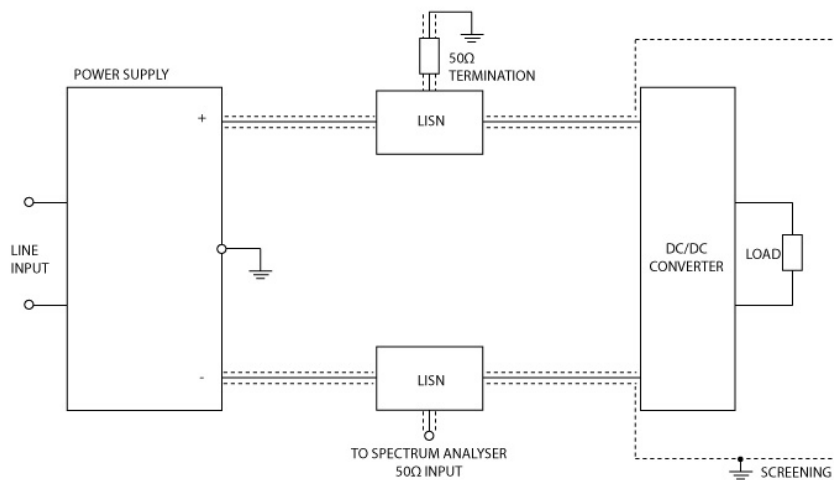 50Ω
TERMINATION
POWER SUPPLY
+
LISN
LINE
INPUT
DC/DC
CONVERTER
LOAD
-
LISN
TO SPECTRUM ANALYSER
50Ω INPUT
SCREENING